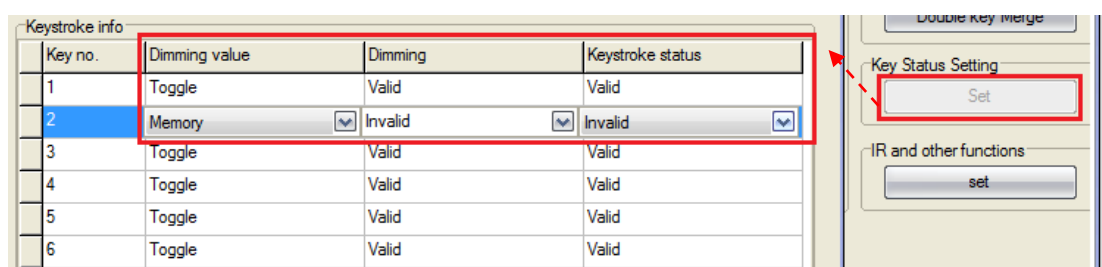 Keystroke info
Key no. Dimming value Dimming Keystroke status
1 Toggle Valid Valid
2 Memory Invalid Invalid
3 Toggle Valid Valid
4 Toggle Valid Valid
5 Toggle Valid Valid
6 Toggle Valid Valid
Double Key Merge
Key Status Setting
Set
IR and other functions
set